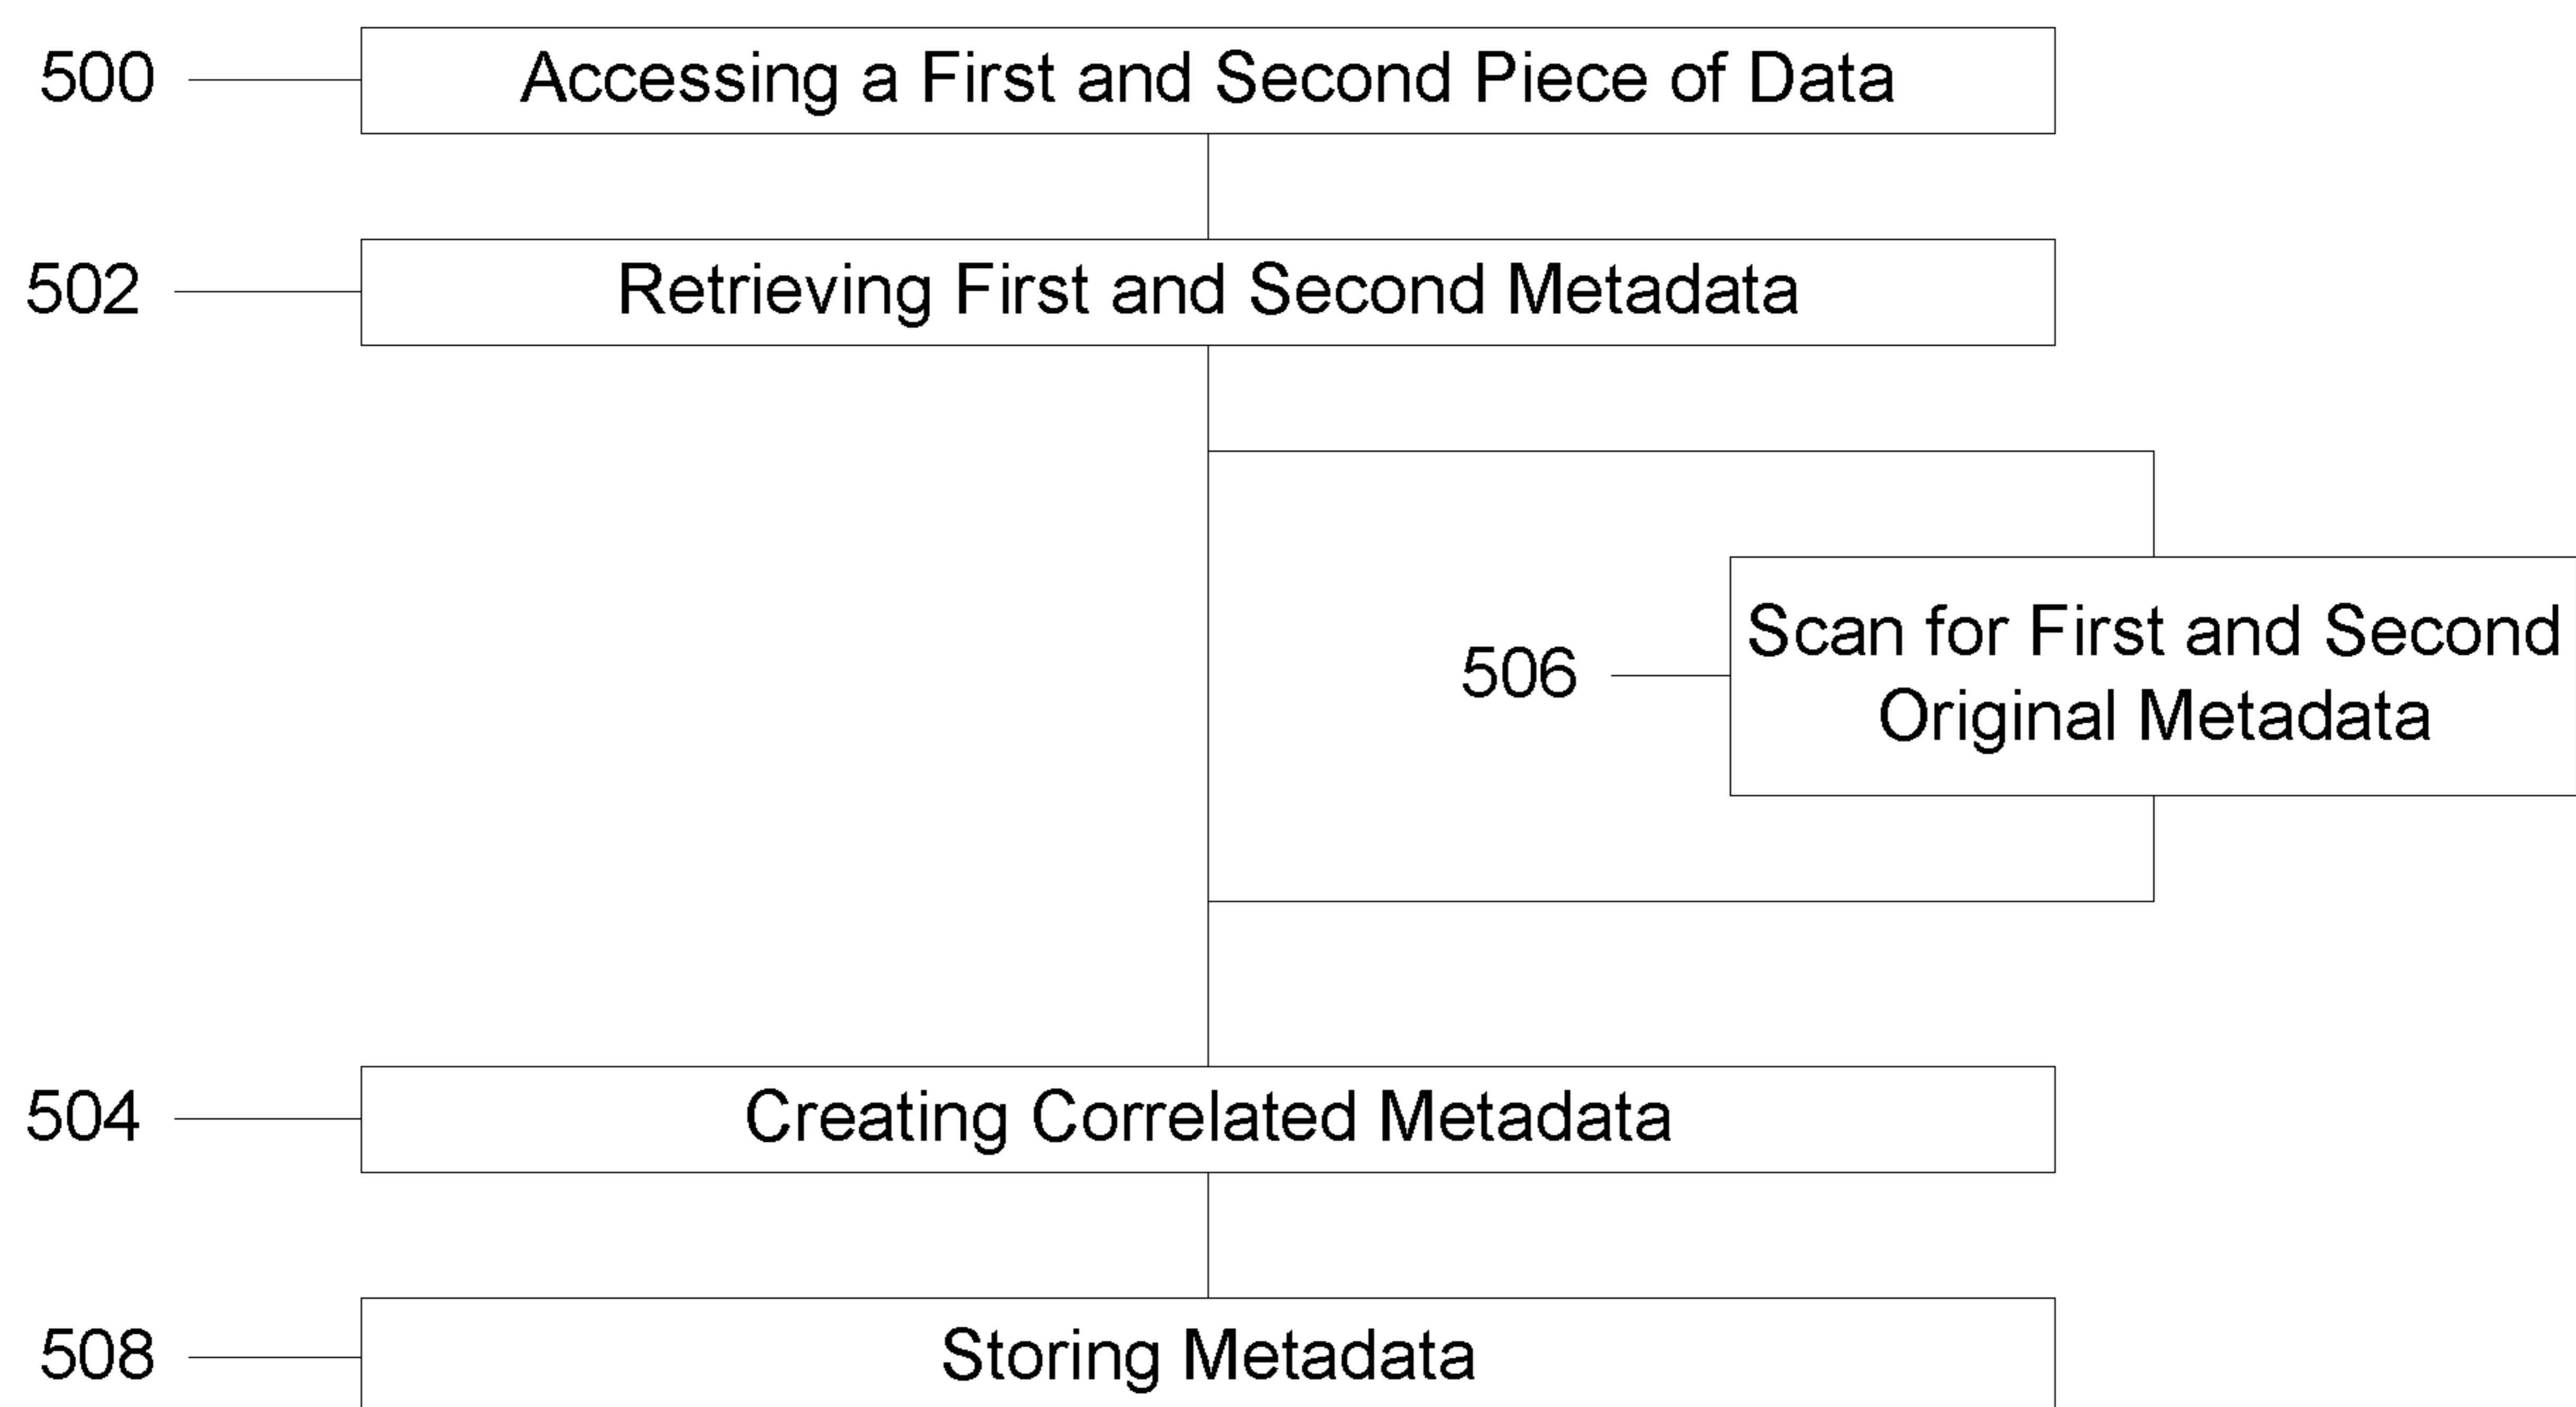 500 Accessing a First and Second Piece of Data
502 Retrieving First and Second Metadata
506 Scan for First and Second
Original Metadata
504 Creating Correlated Metadata
508 Storing Metadata